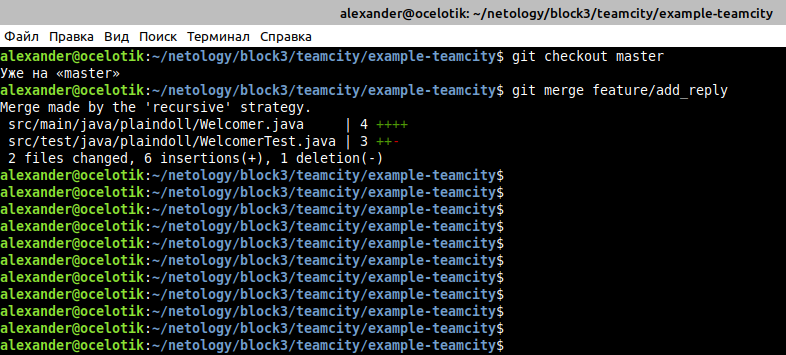 alexander@ocelotik: ~/netology/block3/teamcity/example-teamcity
Файл Правка Вид Поиск Терминал Справка
alexander@ocelotik:~/netology/block3/teamcity/example-teamcity$ git checkout master
Уже на «master»
alexander@ocelotik:~/netology/block3/teamcity/example-teamcity$ git merge feature/add_reply
Merge made by the 'recursive' strategy.
 src/main/java/plaindoll/Welcomer.java     | 4 ++++
 src/test/java/plaindoll/WelcomerTest.java | 3 ++-
 2 files changed, 6 insertions(+), 1 deletion(-)
alexander@ocelotik:~/netology/block3/teamcity/example-teamcity$
alexander@ocelotik:~/netology/block3/teamcity/example-teamcity$
alexander@ocelotik:~/netology/block3/teamcity/example-teamcity$
alexander@ocelotik:~/netology/block3/teamcity/example-teamcity$
alexander@ocelotik:~/netology/block3/teamcity/example-teamcity$
alexander@ocelotik:~/netology/block3/teamcity/example-teamcity$
alexander@ocelotik:~/netology/block3/teamcity/example-teamcity$
alexander@ocelotik:~/netology/block3/teamcity/example-teamcity$
alexander@ocelotik:~/netology/block3/teamcity/example-teamcity$
alexander@ocelotik:~/netology/block3/teamcity/example-teamcity$
alexander@ocelotik:~/netology/block3/teamcity/example-teamcity$